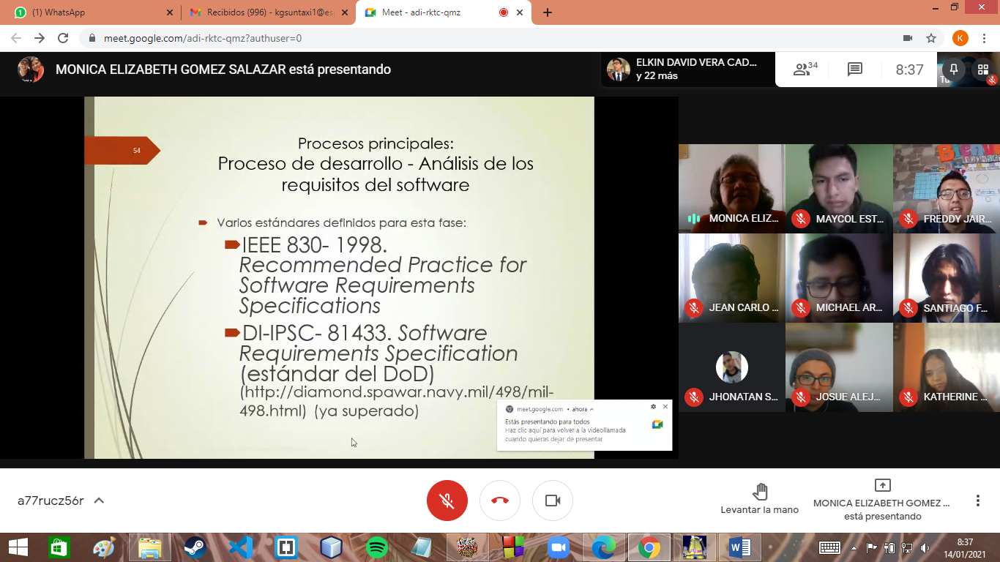 (1) WhatsApp
Recibidos (996) - kgsuntaxi1@es
Meet - adi-rktc-qmz
meet.google.com/adi-rktc-qmz?authuser=0
K
MONICA ELIZABETH GOMEZ SALAZAR está presentando
ELKIN DAVID VERA CAD...
y 22 más
34
8:37
Tú
54
Procesos principales:
Proceso de desarrollo - Análisis de los
requisitos del software
Varios estándares definidos para esta fase:
IEEE 830- 1998.
Recommended Practice for
Software Requirements
Specifications
DI-IPSC- 81433. Software
Requirements Specification
(estándar del DoD)
(http://diamond.spawar.navy.mil/498/mil-
498.html) (ya superado)
meet.google.com • ahora
Estás presentando para todos
Haz clic aquí para volver a la videollamada
cuando quieras dejar de presentar
MONICA ELIZ...
MAYCOL EST...
FREDDY JAIR...
JEAN CARLO ...
MICHAEL AR...
SANTIAGO F...
JHONATAN S...
JOSUE ALEJ...
KATHERINE ...
a77rucz56r
Levantar la mano
MONICA ELIZABETH GOMEZ ...
está presentando
8:37
14/01/2021